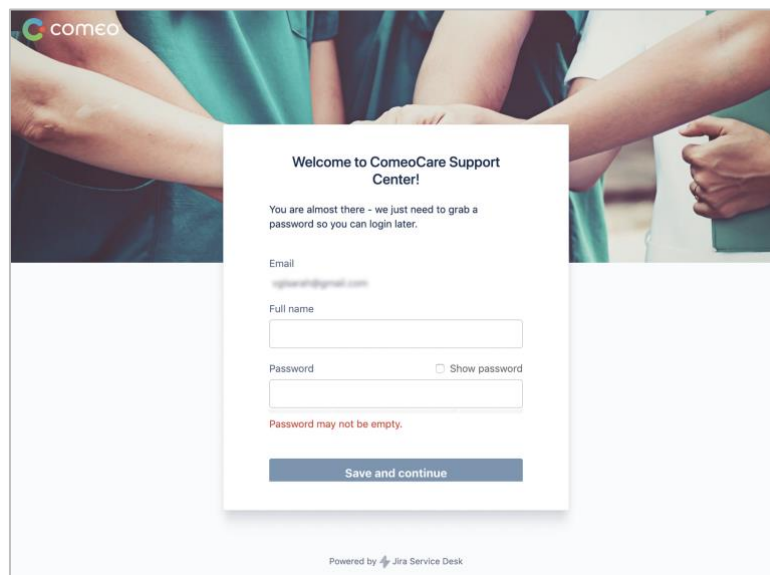 comeo
Welcome to ComeoCare Support
Center!
You are almost there - we just need to grab a
password so you can login later.
Email
Full name
Password
Show password
Password may not be empty.
Save and continue
Powered by Jira Service Desk